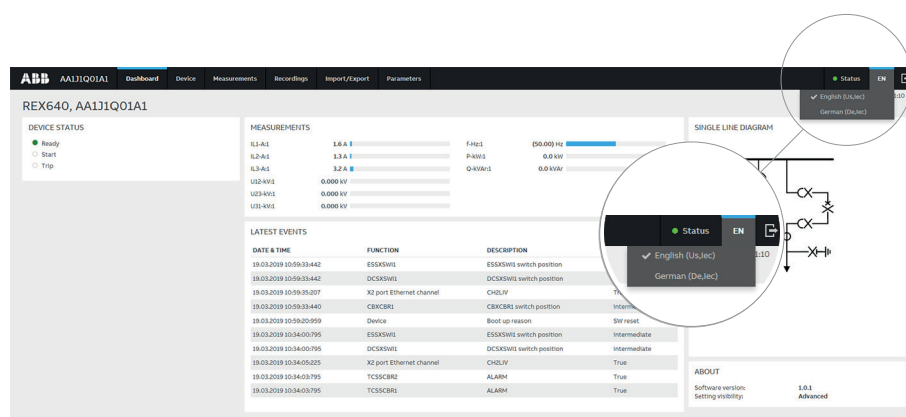 ABB AA1J1Q01A1 Dashboard Device Measurements Recordings Import/Export Parameters Status EN
English (Us,Iec) 1:10
German (De,Iec)
REX640, AA1J1Q01A1
DEVICE STATUS
Ready
Start
Trip
MEASUREMENTS
IL1-A:1 1.6 A
IL2-A:1 1.3 A
IL3-A:1 3.2 A
U12-kV:1 0.000 kV
U23-kV:1 0.000 kV
U31-kV:1 0.000 kV
f-Hz:1 (50.00) Hz
P-kW:1 0.0 kW
Q-kVAr:1 0.0 kVAr
SINGLE LINE DIAGRAM
Status EN
English (Us,Iec) 1:10
German (De,Iec)
LATEST EVENTS
DATE & TIME FUNCTION DESCRIPTION
19.03.2019 10:59:33:442 ESSXSWI1 ESSXSWI1 switch position
19.03.2019 10:59:33:442 DCSXSWI1 DCSXSWI1 switch position
19.03.2019 10:59:35:207 X2 port Ethernet channel CH2LIV
19.03.2019 10:59:33:440 CBXCBR1 CBXCBR1 switch position
19.03.2019 10:59:20:959 Device Boot up reason SW reset
19.03.2019 10:34:00:795 ESSXSWI1 ESSXSWI1 switch position Intermediate
19.03.2019 10:34:00:795 DCSXSWI1 DCSXSWI1 switch position Intermediate
19.03.2019 10:34:05:225 X2 port Ethernet channel CH2LIV True
19.03.2019 10:34:03:795 TCSSCBR2 ALARM True
19.03.2019 10:34:03:795 TCSSCBR1 ALARM True
ABOUT
Software version: 1.0.1
Setting visibility: Advanced